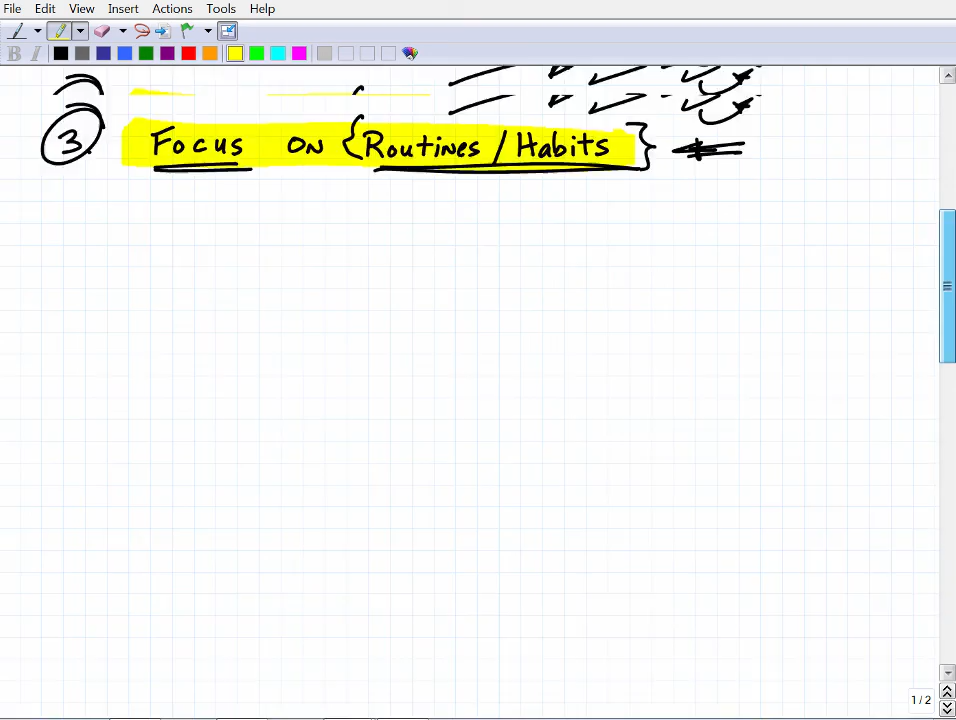 File Edit View Insert Actions Tools Help
B I
3 Focus on {Routines / Habits}
1 / 2